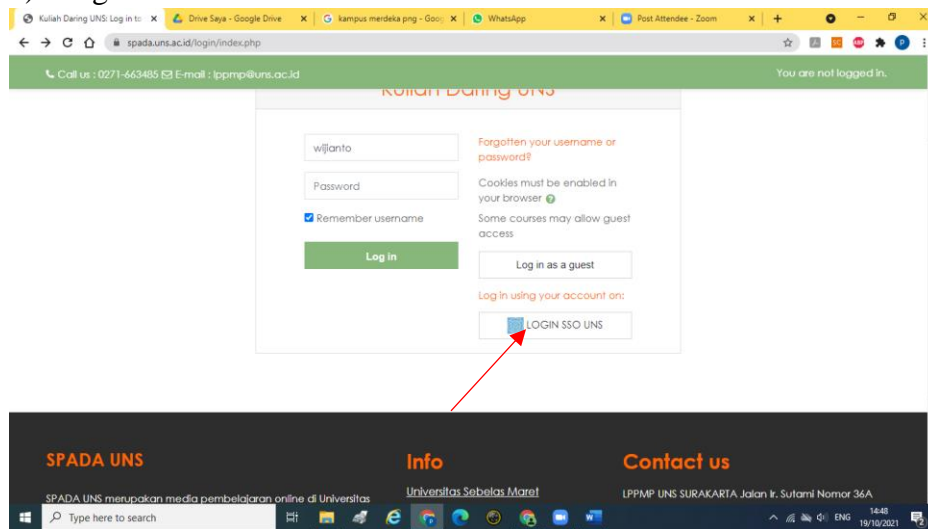 Kuliah Daring UNS: Log in to
Drive Saya - Google Drive
kampus merdeka png - Goog
WhatsApp
Post Attendee - Zoom
spada.uns.ac.id/login/index.php
Call us : 0271-663485 E-mail : lppmp@uns.ac.id
You are not logged in.
Kuliah Daring UNS
wijianto
Forgotten your username or
password?
Password
Cookies must be enabled in
your browser
Remember username
Some courses may allow guest
access
Log in
Log in as a guest
Log in using your account on:
LOGIN SSO UNS
SPADA UNS
Info
Contact us
SPADA UNS merupakan media pembelajaran online di Universitas
Universitas Sebelas Maret
LPPMP UNS SURAKARTA Jalan Ir. Sutami Nomor 36A
Type here to search
ENG
14:48
19/10/2021